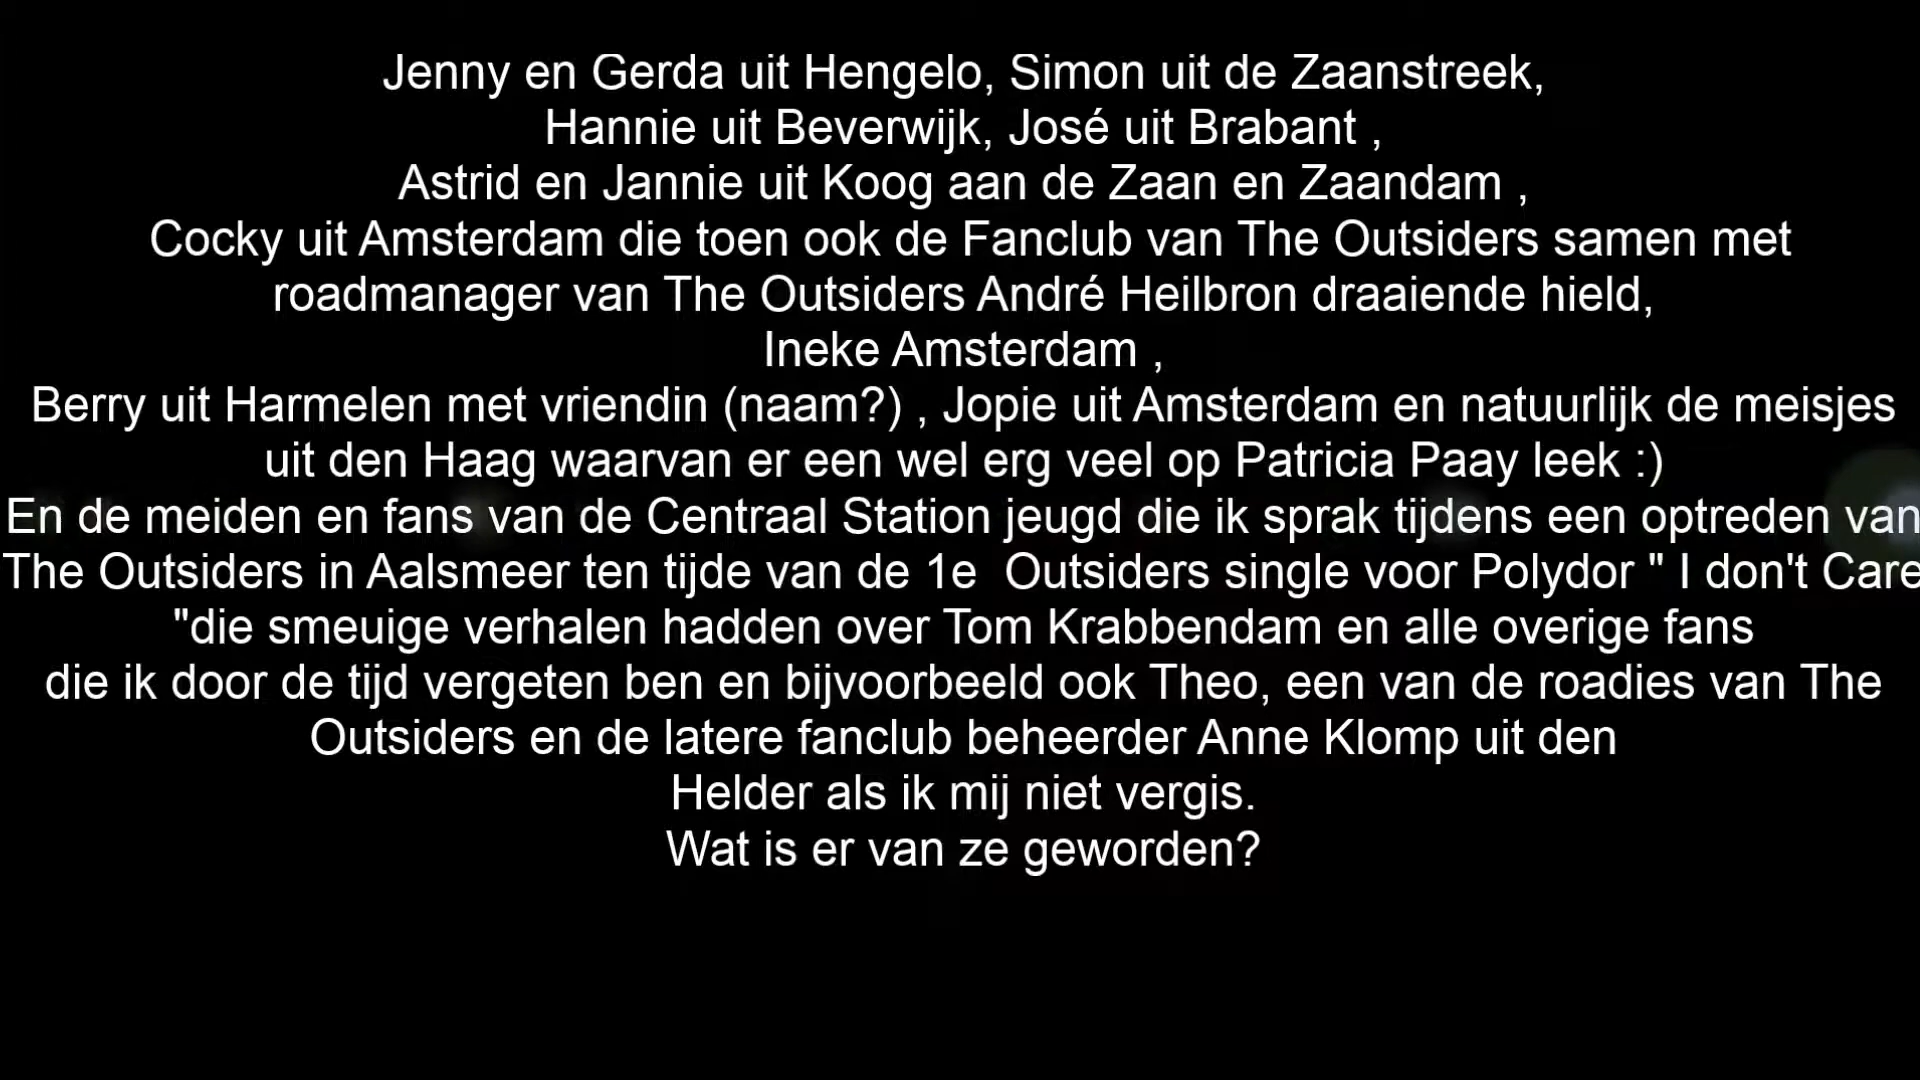 Jenny en Gerda uit Hengelo, Simon uit de Zaanstreek,
Hannie uit Beverwijk, José uit Brabant ,
Astrid en Jannie uit Koog aan de Zaan en Zaandam ,
Cocky uit Amsterdam die toen ook de Fanclub van The Outsiders samen met
roadmanager van The Outsiders André Heilbron draaiende hield,
Ineke Amsterdam ,
Berry uit Harmelen met vriendin (naam?) , Jopie uit Amsterdam en natuurlijk de meisjes
uit den Haag waarvan er een wel erg veel op Patricia Paay leek :)
En de meiden en fans van de Centraal Station jeugd die ik sprak tijdens een optreden van
The Outsiders in Aalsmeer ten tijde van de 1e  Outsiders single voor Polydor " I don't Care
"die smeuige verhalen hadden over Tom Krabbendam en alle overige fans
die ik door de tijd vergeten ben en bijvoorbeeld ook Theo, een van de roadies van The
Outsiders en de latere fanclub beheerder Anne Klomp uit den
Helder als ik mij niet vergis.
Wat is er van ze geworden?